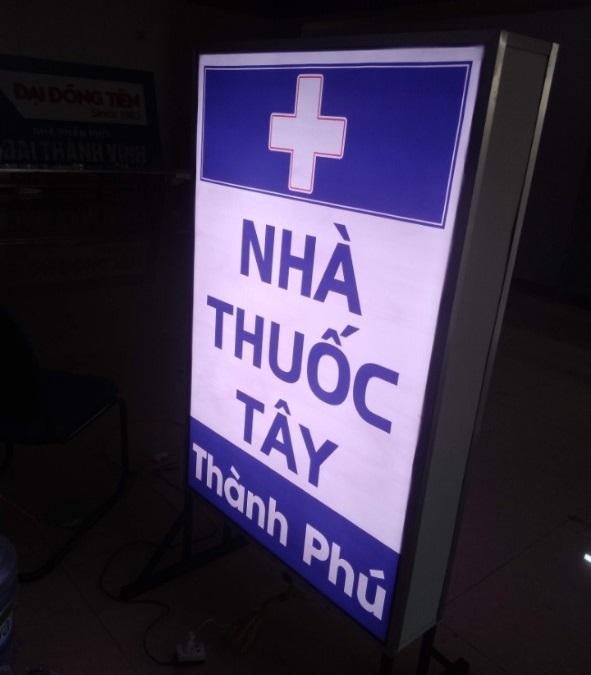 NHÀ
THUỐC
TÂY
Thành Phú
ĐẠI ĐỒNG TIẾN